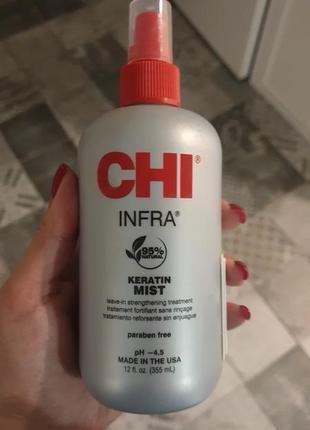 CHI®
INFRA®
95%
NATURAL
KERATIN
MIST
leave-in strengthening treatment
traitement fortifiant sans rinçage
tratamiento reforsante sin enjuague
paraben free
pH ~4.5
MADE IN THE USA
12 fl. oz. (355 mL)